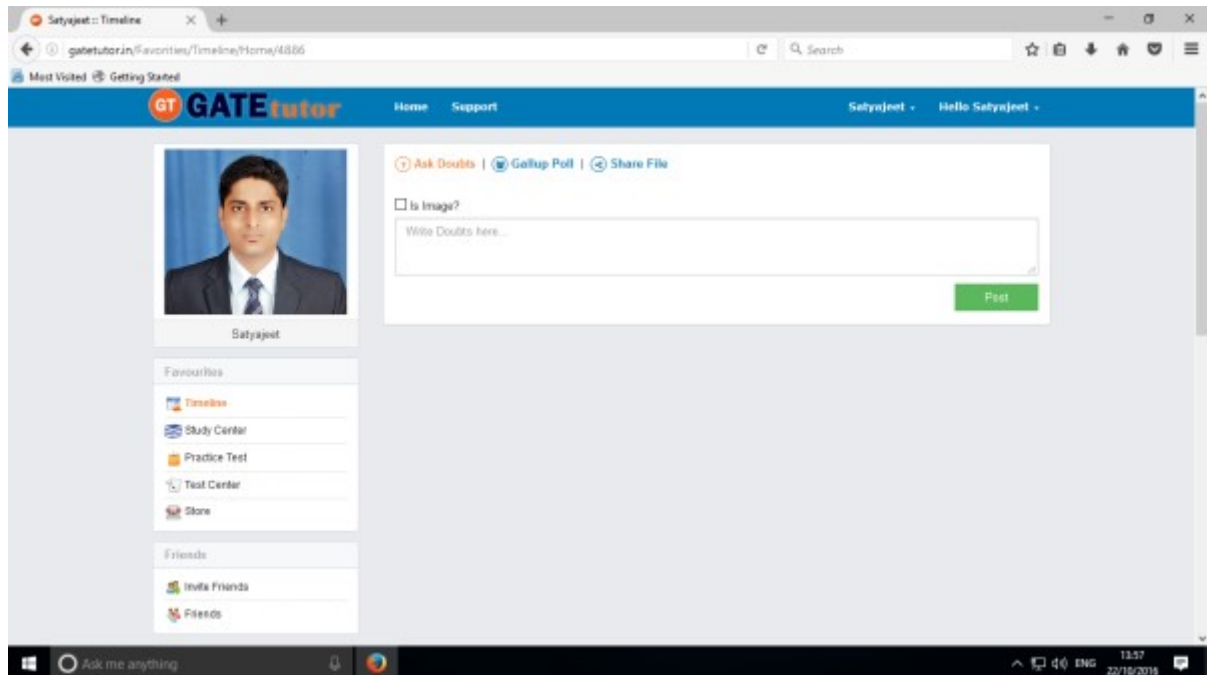 Satyajeet :: Timeline
gatetutor.in/Favorities/Timeline/Home/4886
Search
Most Visited Getting Started
GT GATEtutor Home Support Satyajeet Hello Satyajeet
Ask Doubts | Gallup Poll | Share File
Is Image?
Write Doubts here...
Post
Satyajeet
Favourites
Timeline
Study Center
Practice Test
Test Center
Store
Friends
Invite Friends
Friends
Ask me anything
ENG 13:57
22/10/2016